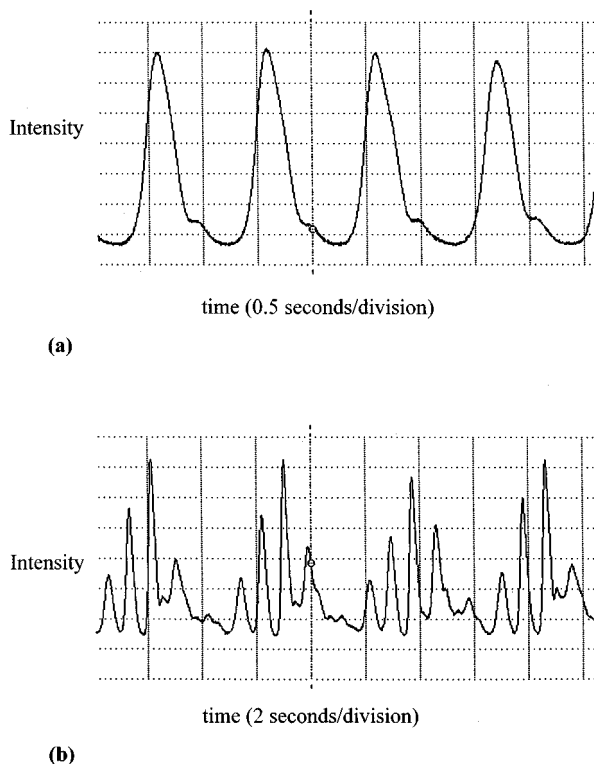 Intensity
time (0.5 seconds/division)
(a)
Intensity
time (2 seconds/division)
(b)